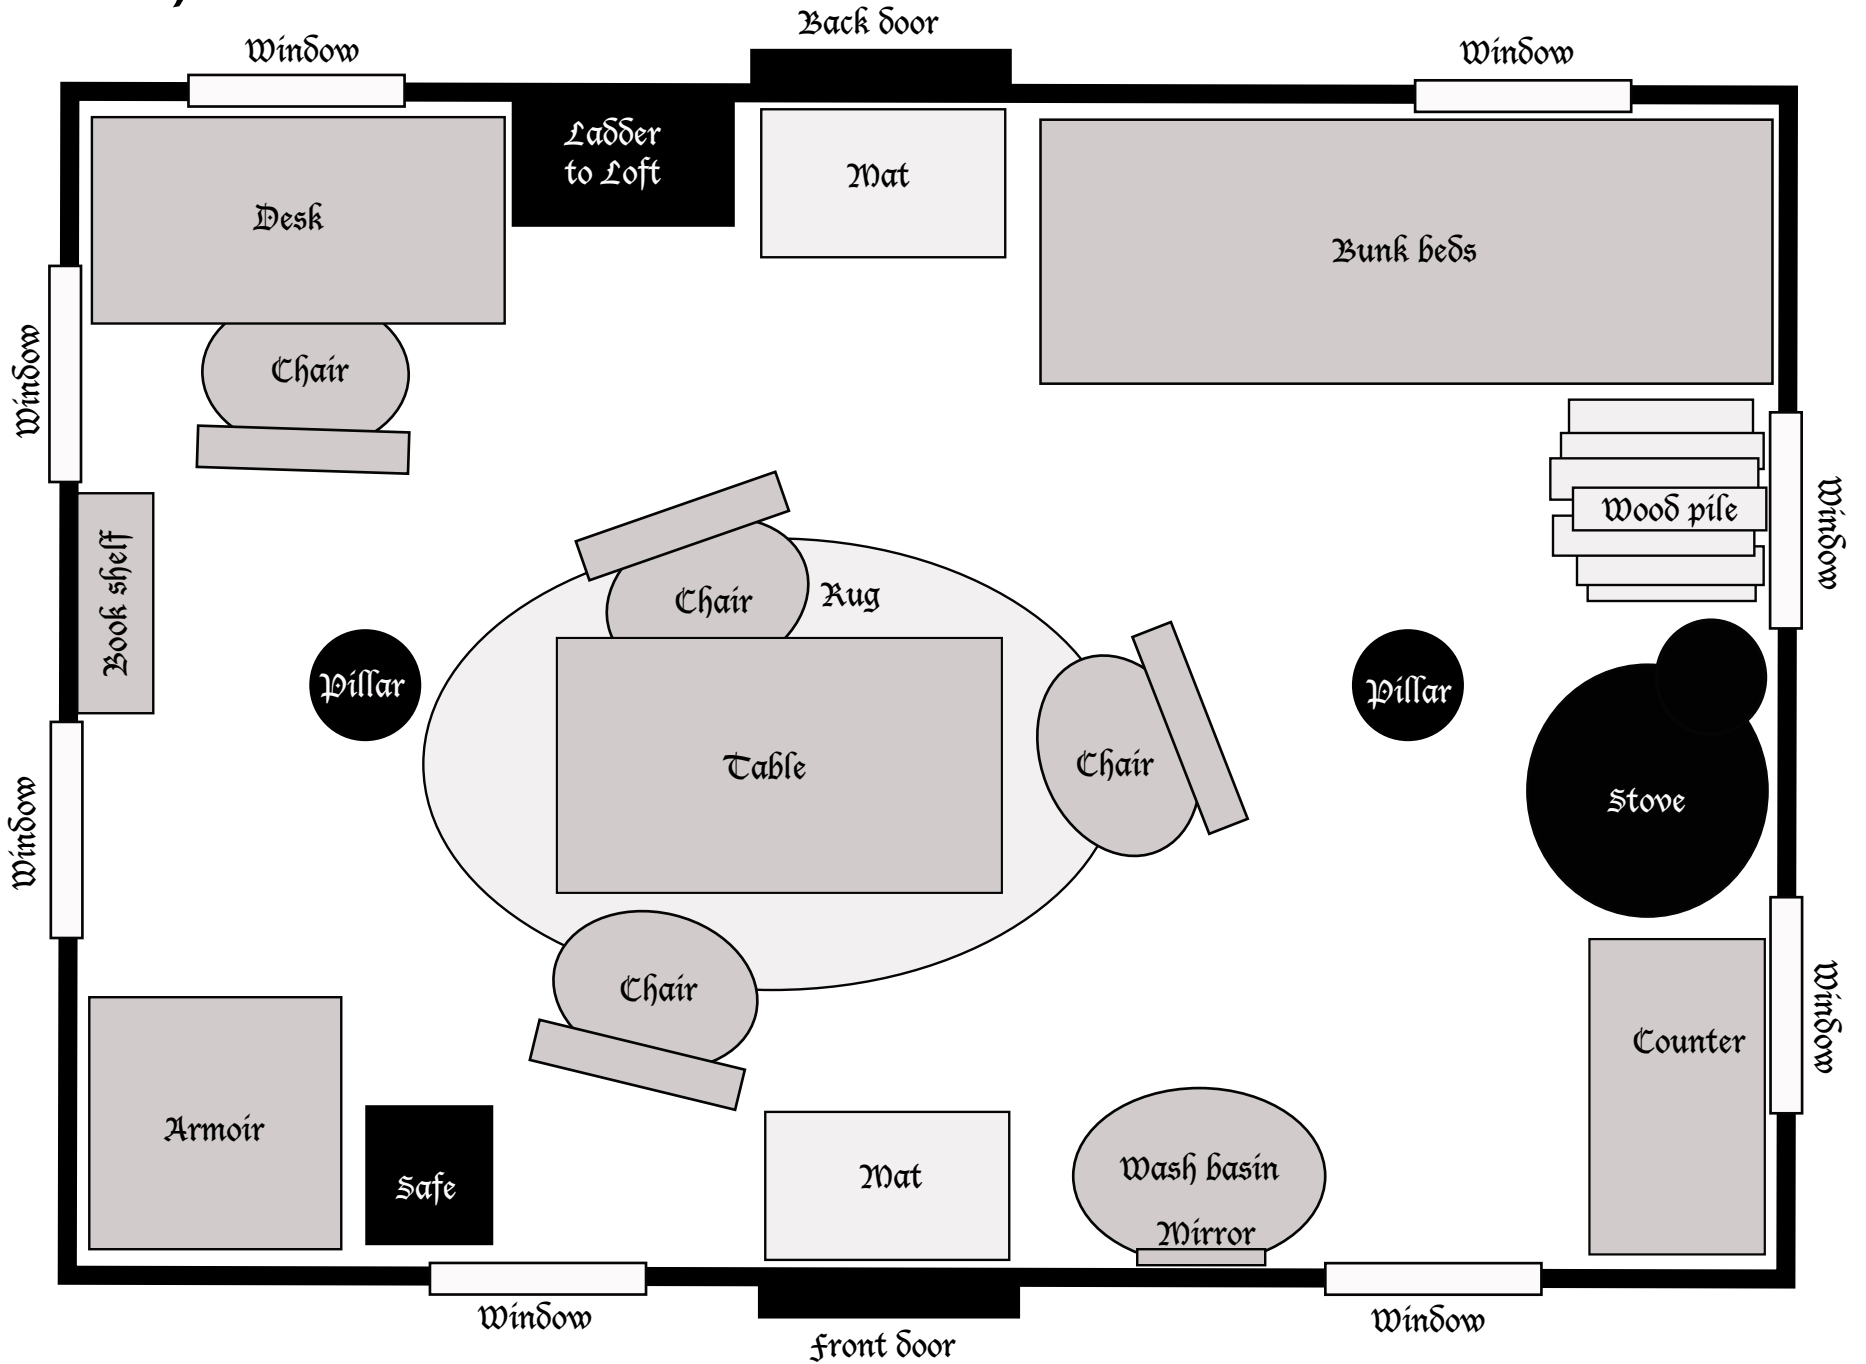 Back door
Window
Window
Ladder
to Loft
Mat
Desk
Bunk beds
Chair
Window
Wood pile
Window
Book shelf
Chair
Rug
Pillar
Pillar
Table
Chair
Stove
Window
Chair
Counter
Window
Armoir
Safe
Mat
Wash basin
Mirror
Window
Window
Front door